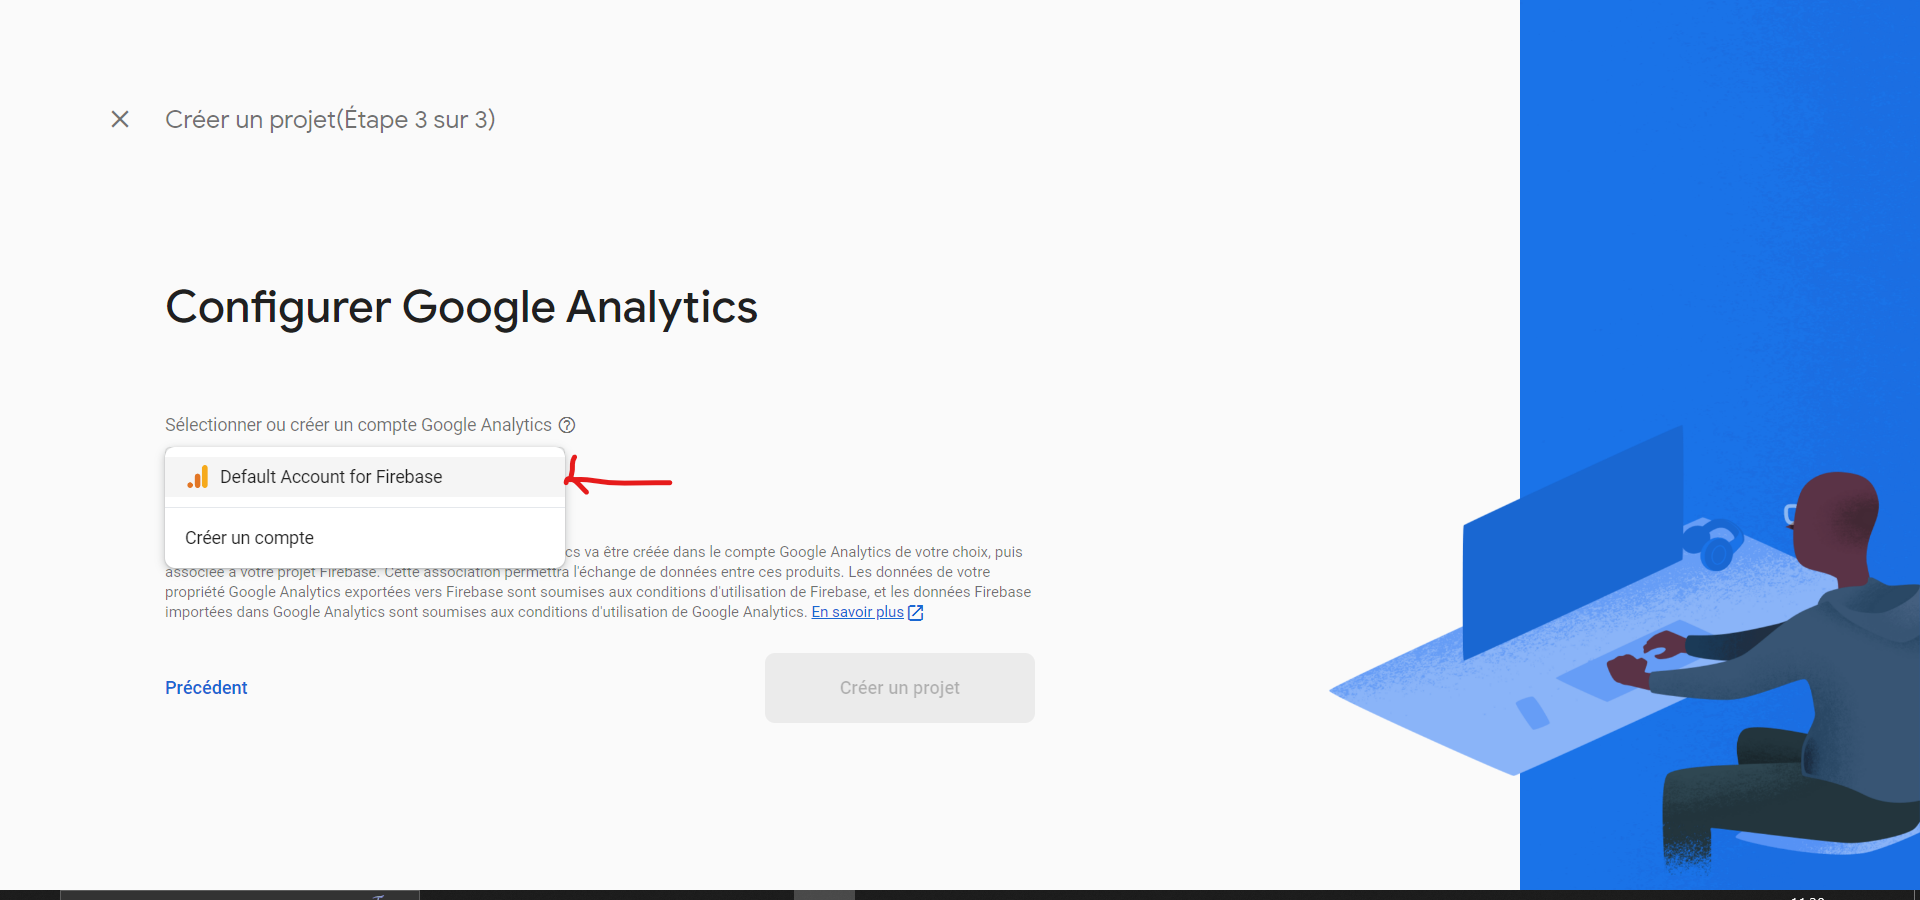 Créer un projet(Étape 3 sur 3)
Configurer Google Analytics
Sélectionner ou créer un compte Google Analytics
Default Account for Firebase
Créer un compte
cs va être créée dans le compte Google Analytics de votre choix, puis
associée à votre projet Firebase. Cette association permettra l'échange de données entre ces produits. Les données de votre
propriété Google Analytics exportées vers Firebase sont soumises aux conditions d'utilisation de Firebase, et les données Firebase
importées dans Google Analytics sont soumises aux conditions d'utilisation de Google Analytics. En savoir plus
Précédent
Créer un projet